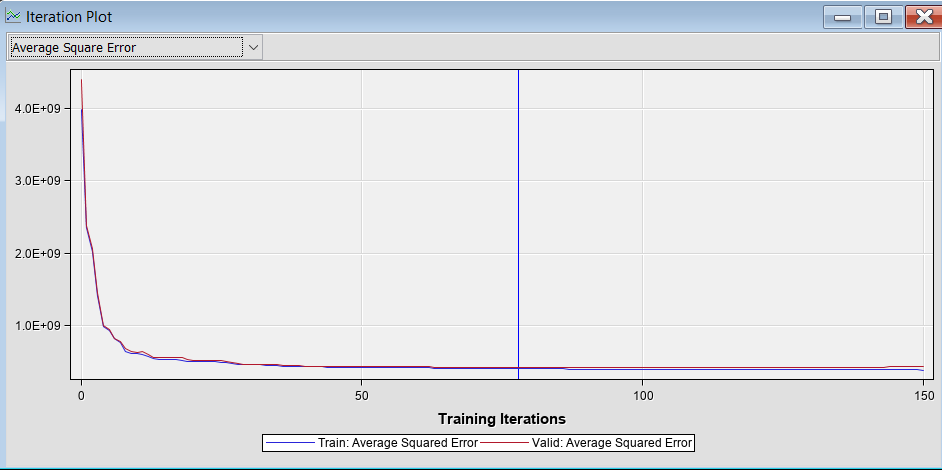 Iteration Plot
Average Square Error
4.0E+09
3.0E+09
2.0E+09
1.0E+09
0 50 100 150
Training Iterations
Train: Average Squared Error Valid: Average Squared Error